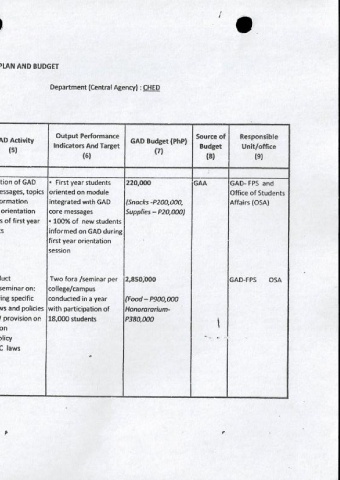 PLAN AND BUDGET
Department (Central Agency) : CHED
AD Activity
(5)
Output Performance
Indicators And Target
(6)
GAD Budget (PhP)
(7)
Source of
Budget
(8)
Responsible
Unit/office
(9)
tion of GAD
essages, topics
ormation
orientation
s of first year
s
• First year students
oriented on module
integrated with GAD
core messages
• 100% of new students
informed on GAD during
first year orientation
session
220,000
(Snacks -P200,000,
Supplies – P20,000)
GAA
GAD- FPS and
Office of Students
Affairs (OSA)
duct
seminar on:
ing specific
ws and policies
l provision on
on
olicy
C laws
Two fora /seminar per
college/campus
conducted in a year
with participation of
18,000 students
2,850,000
(Food – P900,000
Honorararium-
P380,000
GAD-FPS OSA